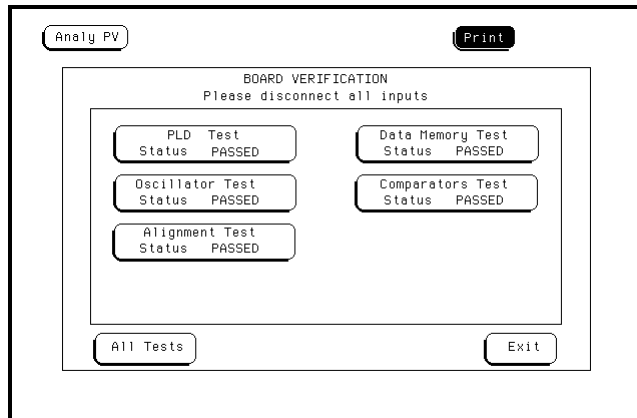 Analy PV
Print
BOARD VERIFICATION
Please disconnect all inputs
PLD Test
Status PASSED
Data Memory Test
Status PASSED
Oscillator Test
Status PASSED
Comparators Test
Status PASSED
Alignment Test
Status PASSED
All Tests
Exit